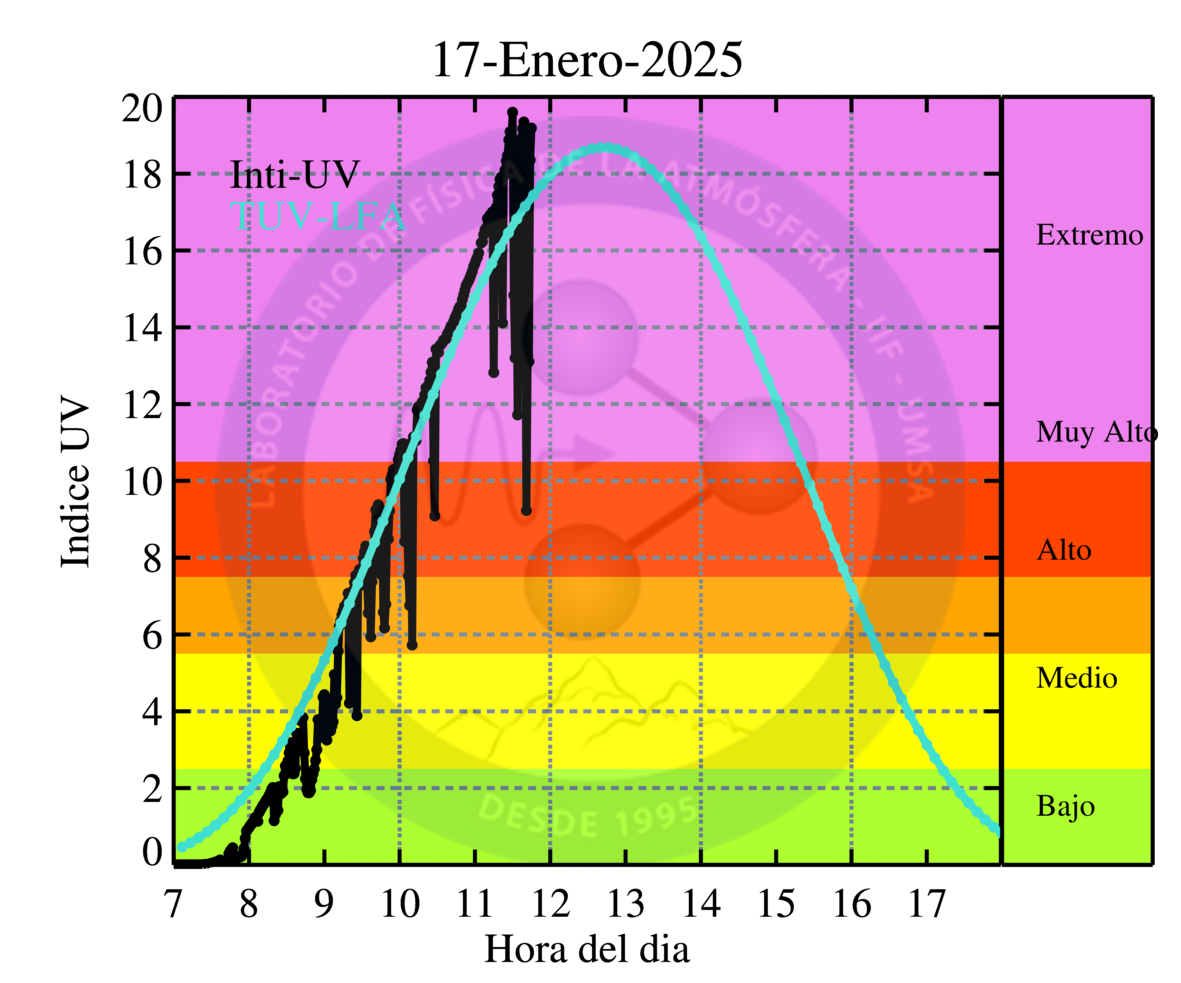 17-Enero-2025
20
18
16
14
12
10
8
6
4
2
0
Indice UV
Inti-UV
TUV-LFA
LABORATORIO DE FÍSICA DE LA ATMÓSFERA - IIF - UMSA
DESDE 1995
Extremo
Muy Alto
Alto
Medio
Bajo
7 8 9 10 11 12 13 14 15 16 17
Hora del dia